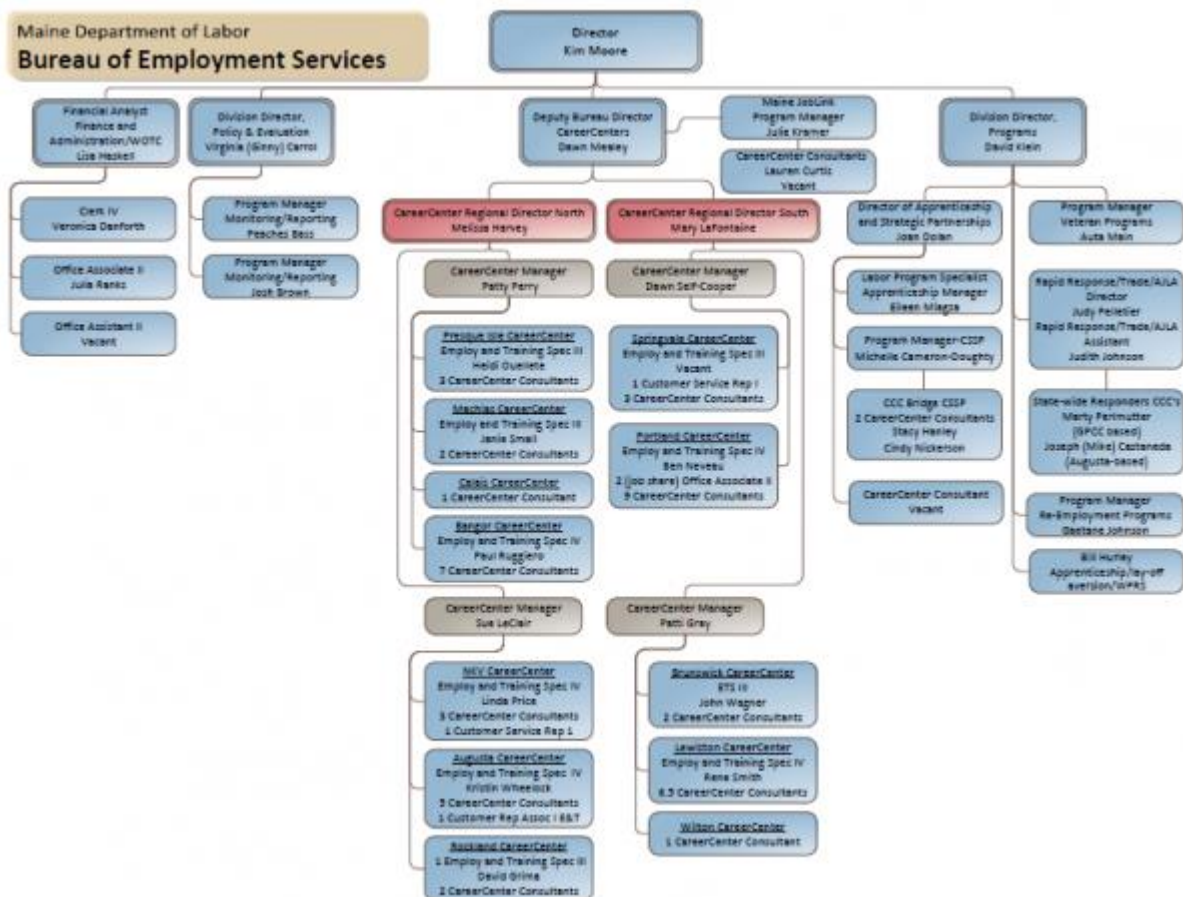 Maine Department of Labor
Bureau of Employment Services
Director
Kim Moore
Financial Analyst
Finance and
Administration/WOTC
Lisa Haskell
Division Director,
Policy & Evaluation
Virginia (Ginny) Carrol
Deputy Bureau Director
CareerCenters
Dawn Mealey
Maine JobLink
Program Manager
Julie Kramer
CareerCenter Consultants
Lauren Curtis
Vacant
Division Director,
Programs
David Klein
Clerk IV
Veronica Danforth
Office Associate II
Julia Ranks
Office Assistant II
Vacant
Program Manager
Monitoring/Reporting
Peaches Bass
Program Manager
Monitoring/Reporting
Josh Brown
CareerCenter Regional Director North
Melissa Harvey
CareerCenter Regional Director South
Mary LaFontaine
CareerCenter Manager
Patty Perry
Presque Isle CareerCenter
Employ and Training Spec III
Heidi Ouellete
3 CareerCenter Consultants
Machias CareerCenter
Employ and Training Spec III
Janie Small
2 CareerCenter Consultants
Calais CareerCenter
1 CareerCenter Consultant
Bangor CareerCenter
Employ and Training Spec IV
Paul Ruggiero
7 CareerCenter Consultants
CareerCenter Manager
Dawn Self-Cooper
Springvale CareerCenter
Employ and Training Spec III
Vacant
1 Customer Service Rep I
3 CareerCenter Consultants
Portland CareerCenter
Employ and Training Spec IV
Ben Neveau
2 (job share) Office Associate II
9 CareerCenter Consultants
CareerCenter Manager
Sue LeClair
NKV CareerCenter
Employ and Training Spec IV
Linda Price
3 CareerCenter Consultants
1 Customer Service Rep 1
Augusta CareerCenter
Employ and Training Spec IV
Kristin Wheelock
CareerCenter Consultants
1 Customer Rep Assoc I E&T
Rockland CareerCenter
1 Employ and Training Spec III
David Grima
2 CareerCenter Consultants
CareerCenter Manager
Patti Gray
Brunswick CareerCenter
ETS III
John Wagner
2 CareerCenter Consultants
Lewiston CareerCenter
Employ and Training Spec IV
Rene Smith
CareerCenter Consultants
Wilton CareerCenter
1 CareerCenter Consultant
Director of Apprenticeship
and Strategic Partnerships
Joan Dolan
Labor Program Specialist
Apprenticeship Manager
Eileen
Program Manager-CSSP
Michelle Cameron-Doughty
CCC Bridge CSSP
2 CareerCenter Consultants
Stacy Hanley
Cindy Nickerson
CareerCenter Consultant
Vacant
Program Manager
Veteran Programs
Auta Main
Rapid Response/Trade/AJLA
Director
Judy Pelletier
Rapid Response/Trade/AJLA
Assistant
Judith Johnson
State-wide Responders CCC's
Marty Perlmutter
(GPCC based)
Joseph (Mike) Castaneda
(Augusta-based)
Program Manager
Re-Employment Programs
Gaetane Johnson
Bill Hurley
Apprenticeship/lay-off
aversion/WPRS